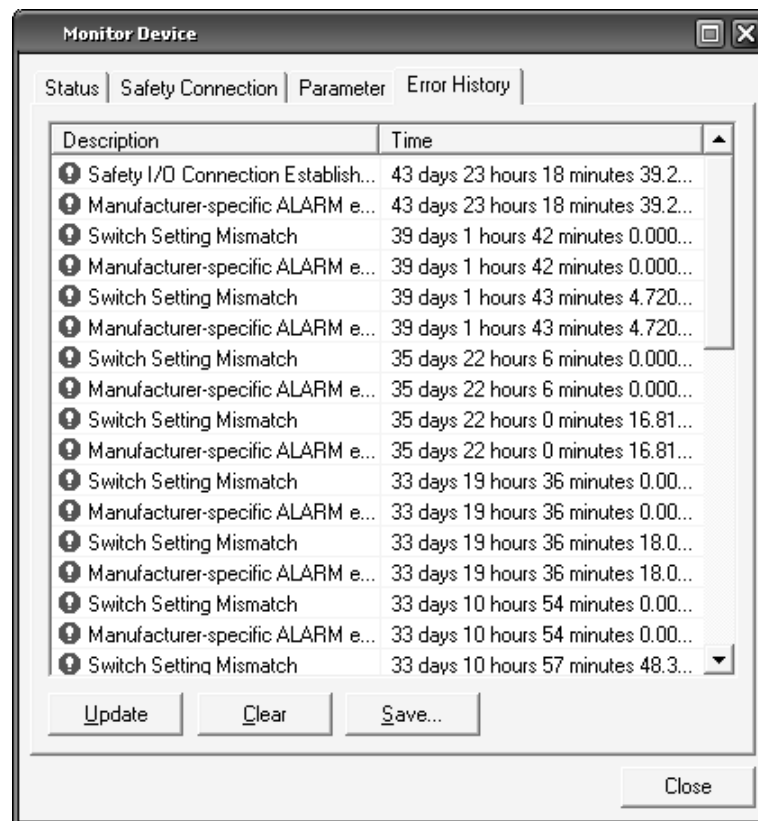 Monitor Device
Status Safety Connection Parameter Error History
Description Time
Safety I/O Connection Establish... 43 days 23 hours 18 minutes 39.2...
Manufacturer-specific ALARM e... 43 days 23 hours 18 minutes 39.2...
Switch Setting Mismatch 39 days 1 hours 42 minutes 0.000...
Manufacturer-specific ALARM e... 39 days 1 hours 42 minutes 0.000...
Switch Setting Mismatch 39 days 1 hours 43 minutes 4.720...
Manufacturer-specific ALARM e... 39 days 1 hours 43 minutes 4.720...
Switch Setting Mismatch 35 days 22 hours 6 minutes 0.000...
Manufacturer-specific ALARM e... 35 days 22 hours 6 minutes 0.000...
Switch Setting Mismatch 35 days 22 hours 0 minutes 16.81...
Manufacturer-specific ALARM e... 35 days 22 hours 0 minutes 16.81...
Switch Setting Mismatch 33 days 19 hours 36 minutes 0.00...
Manufacturer-specific ALARM e... 33 days 19 hours 36 minutes 0.00...
Switch Setting Mismatch 33 days 19 hours 36 minutes 18.0...
Manufacturer-specific ALARM e... 33 days 19 hours 36 minutes 18.0...
Switch Setting Mismatch 33 days 10 hours 54 minutes 0.00...
Manufacturer-specific ALARM e... 33 days 10 hours 54 minutes 0.00...
Switch Setting Mismatch 33 days 10 hours 57 minutes 48.3...
Update Clear Save...
Close